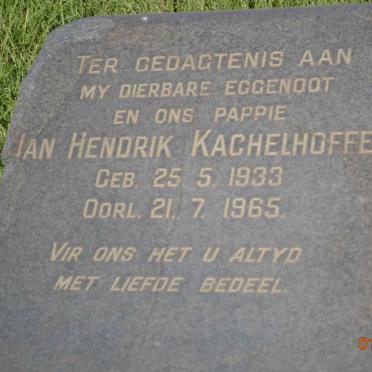 TER GEDAGTENIS AAN
MY DIERBARE EGGENOOT
EN ONS PAPPIE
JAN HENDRIK KACHELHOFFE
GEB. 25. 5. 1933
OORL. 21. 7. 1965.
VIR ONS HET U ALTYD
MET LIEFDE BEDEEL.